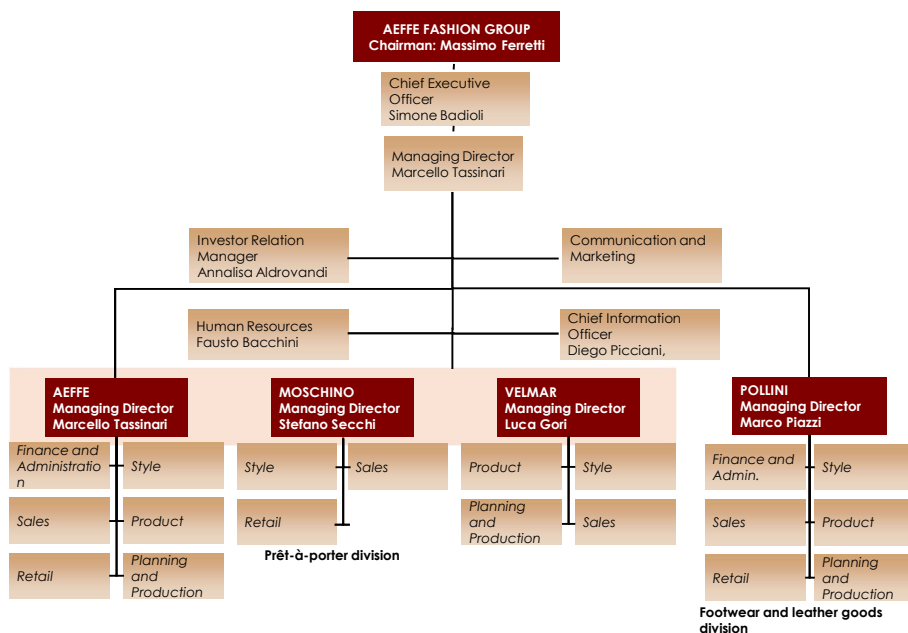 AEFFE FASHION GROUP
Chairman: Massimo Ferretti
Chief Executive
Officer
Simone Badioli
Managing Director
Marcello Tassinari
Investor Relation
Manager
Annalisa Aldrovandi
Communication and
Marketing
Human Resources
Fausto Bacchini
Chief Information
Officer
Diego Picciani,
AEFFE
Managing Director
Marcello Tassinari
MOSCHINO
Managing Director
Stefano Secchi
VELMAR
Managing Director
Luca Gori
POLLINI
Managing Director
Marco Piazzi
Finance and
Administratio
n
Style
Sales
Product
Retail
Planning
and
Production
Style
Sales
Retail
Prêt-à-porter division
Product
Style
Planning
and
Production
Sales
Finance and
Admin.
Style
Sales
Product
Retail
Planning
and
Production
Footwear and leather goods
division